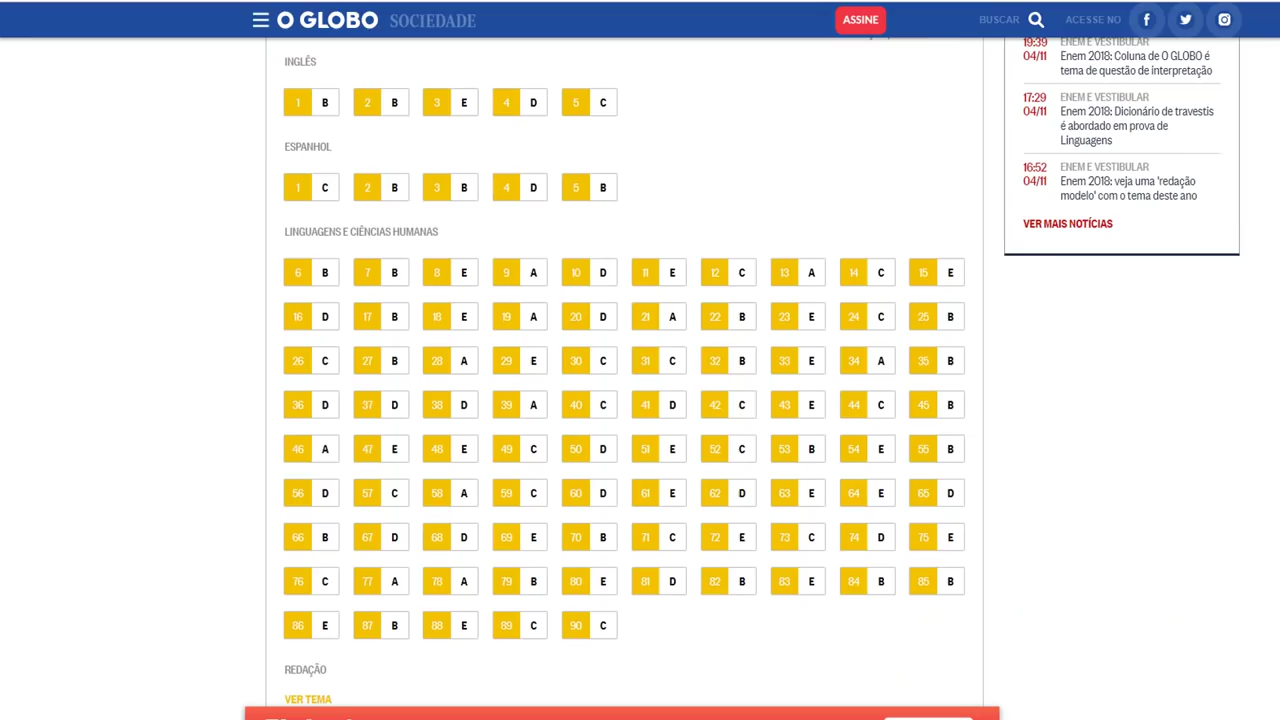 O GLOBO SOCIEDADE ASSINE BUSCAR ACESSE NO
INGLÊS
1 B 2 B 3 E 4 D 5 C
ESPANHOL
1 C 2 B 3 B 4 D 5 B
LINGUAGENS E CIÊNCIAS HUMANAS
6 B 7 B 8 E 9 A 10 D 11 E 12 C 13 A 14 C 15 E
16 D 17 B 18 E 19 A 20 D 21 A 22 B 23 E 24 C 25 B
26 C 27 B 28 A 29 E 30 C 31 C 32 B 33 E 34 A 35 B
36 D 37 D 38 D 39 A 40 C 41 D 42 C 43 E 44 C 45 B
46 A 47 E 48 E 49 C 50 D 51 E 52 C 53 B 54 E 55 B
56 D 57 C 58 A 59 C 60 D 61 E 62 D 63 E 64 E 65 D
66 B 67 D 68 D 69 E 70 B 71 C 72 E 73 C 74 D 75 E
76 C 77 A 78 A 79 B 80 E 81 D 82 B 83 E 84 B 85 B
86 E 87 B 88 E 89 C 90 C
REDAÇÃO
VER TEMA
19:39 ENEM E VESTIBULAR
04/11 Enem 2018: Coluna de O GLOBO é
tema de questão de interpretação
17:29 ENEM E VESTIBULAR
04/11 Enem 2018: Dicionário de travestis
é abordado em prova de
Linguagens
16:52 ENEM E VESTIBULAR
04/11 Enem 2018: veja uma 'redação
modelo' com o tema deste ano
VER MAIS NOTÍCIAS